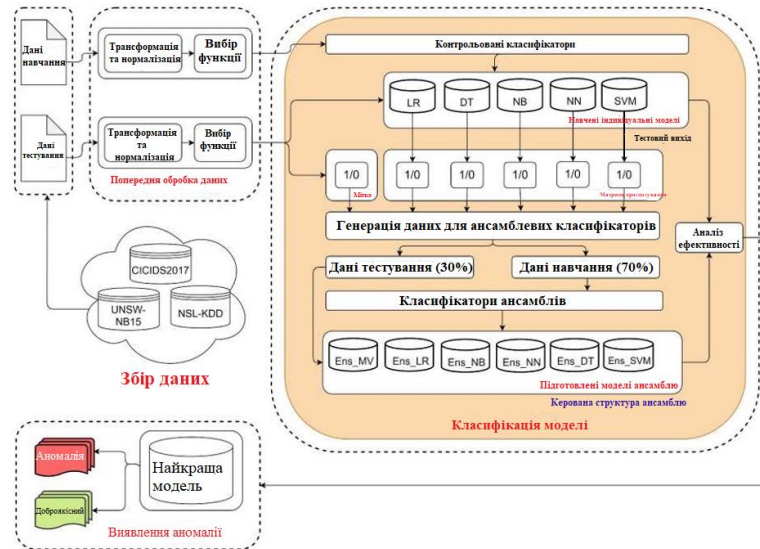 Дані
навчання
Трансформація
та нормалізація
Вибір
функції
Контрольовані класифікатори
LR
DT
NB
NN
SVM
Навчені індивідуальні моделі
Дані
тестування
Трансформація
та
нормалізація
Вибір
функції
Попередня обробка даних
Тестовий вихід
1/0
Мітка
1/0
1/0
1/0
1/0
1/0
Матриця
Генерація даних для ансамблевих класифікаторів
Аналіз
ефективності
Дані тестування (30%)
Дані навчання (70%)
Класифікатори ансамблів
CICIDS2017
UNSW-
NB15
NSL-KDD
Збір даних
Ens_MV
Ens_LR
Ens_NB
Ens_NN
Ens_DT
Ens_SVM
Підготовлені моделі ансамблю
Керована структура ансамблю
Класифікація моделі
Аномалія
Доброякісний
Найкраща
модель
Виявлення аномалії